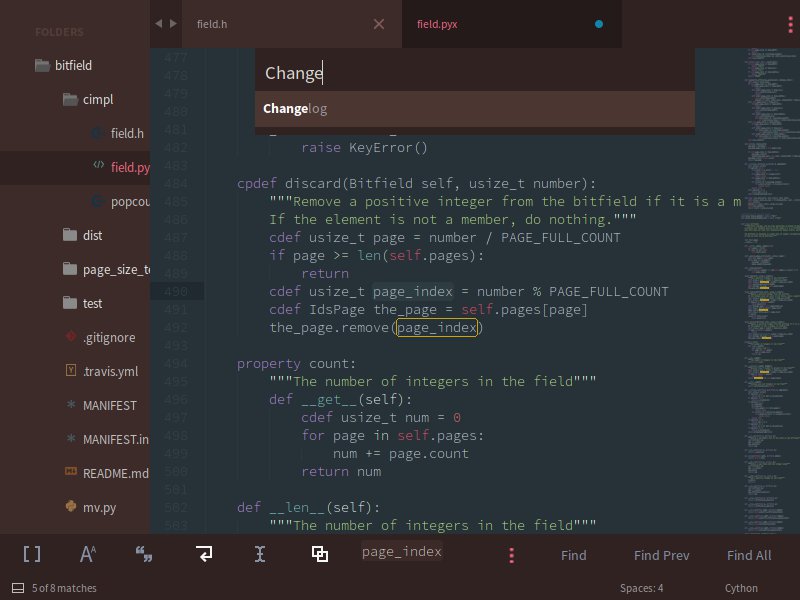 FOLDERS
bitfield
cimpl
field.h
field.py
popcou
dist
page_size_te
test
.gitignore
.travis.yml
MANIFEST
MANIFEST.in
README.md
mv.py
field.h
field.pyx
Change
Changelog
477
478
479
480
481
482 raise KeyError()
483
484 cpdef discard(Bitfield self, usize_t number):
485 """Remove a positive integer from the bitfield if it is a m
486 If the element is not a member, do nothing."""
487 cdef usize_t page = number / PAGE_FULL_COUNT
488 if page >= len(self.pages):
489 return
490 cdef usize_t page_index = number % PAGE_FULL_COUNT
491 cdef IdsPage the_page = self.pages[page]
492 the_page.remove(page_index)
493
494 property count:
495 """The number of integers in the field"""
496 def __get__(self):
497 cdef usize_t num = 0
498 for page in self.pages:
499 num += page.count
500 return num
501
502 def __len__(self):
503 """The number of integers in the field"""
page_index
Find
Find Prev
Find All
5 of 8 matches
Spaces: 4
Cython